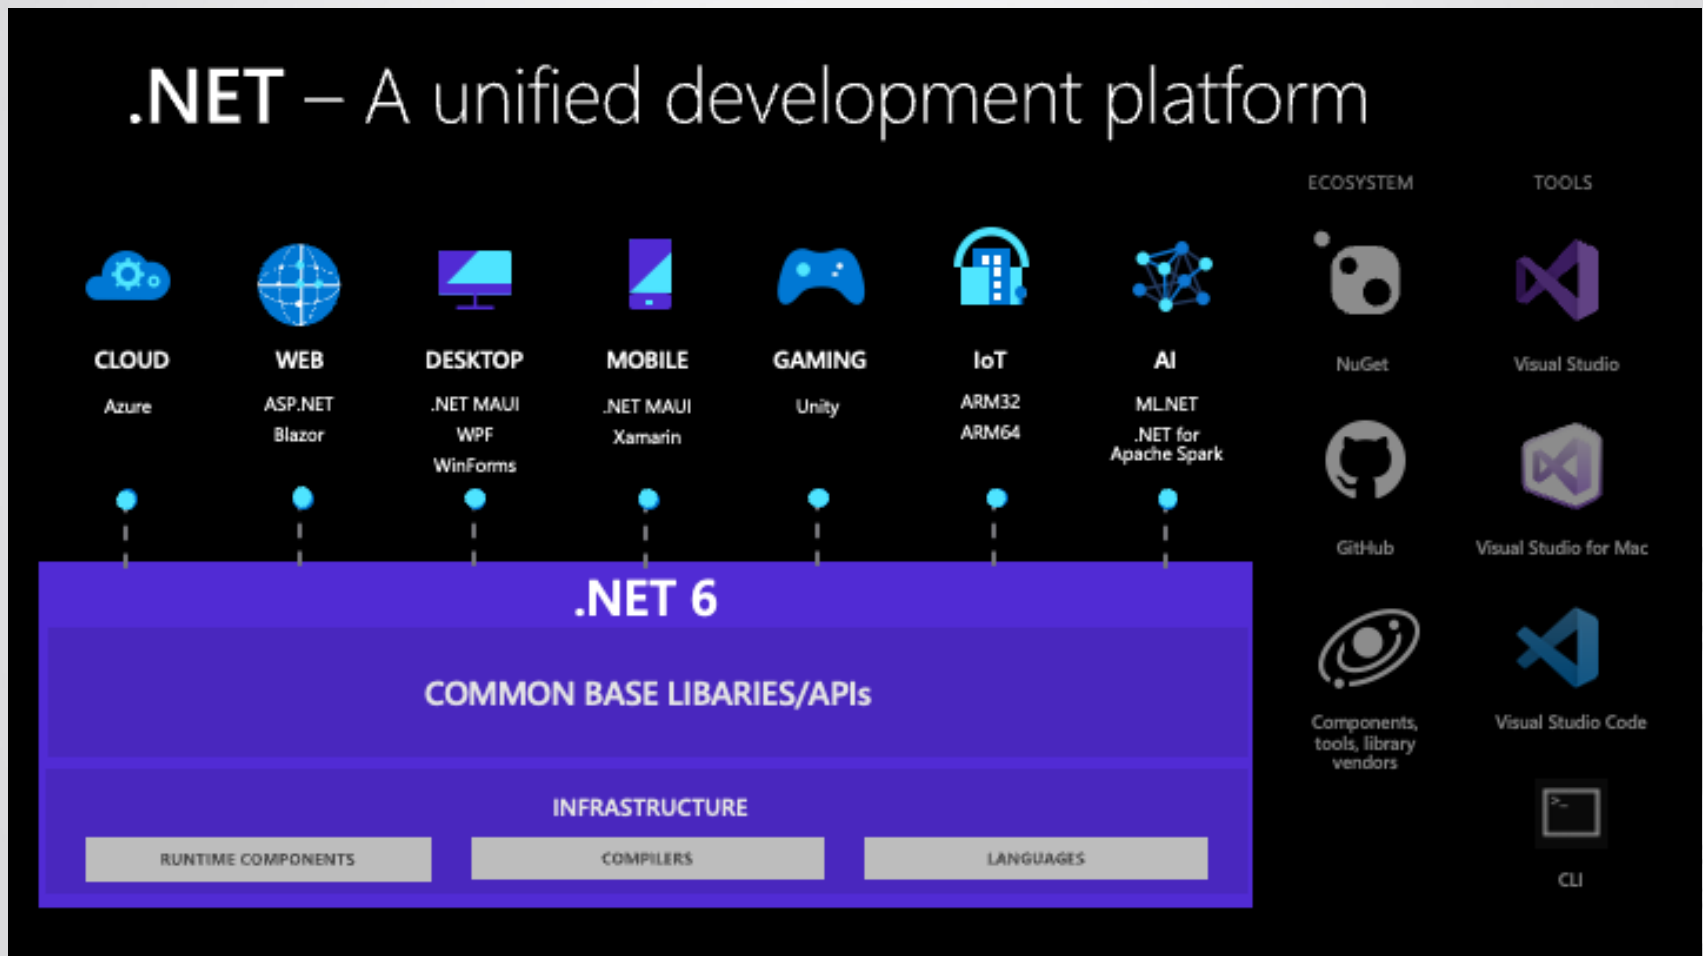 .NET – A unified development platform
ECOSYSTEM
TOOLS
CLOUD
Azure
WEB
ASP.NET
Blazor
DESKTOP
.NET MAUI
WPF
WinForms
MOBILE
.NET MAUI
Xamarin
GAMING
Unity
IoT
ARM32
ARM64
AI
ML.NET
.NET for
Apache Spark
NuGet
Visual Studio
GitHub
Visual Studio for Mac
Components,
tools, library
vendors
Visual Studio Code
>_
CLI
.NET 6
COMMON BASE LIBARIES/APIs
INFRASTRUCTURE
RUNTIME COMPONENTS
COMPILERS
LANGUAGES